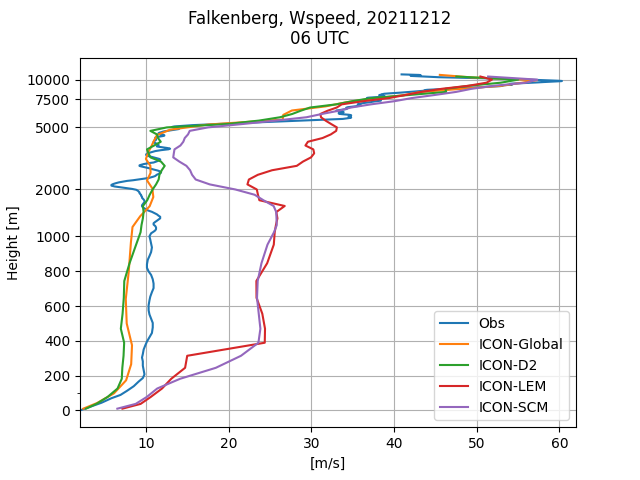 Falkenberg, Wspeed, 20211212
06 UTC
10000
7500
5000
2000
1000
800
600
400
200
0
Height [m]
Obs
ICON-Global
ICON-D2
ICON-LEM
ICON-SCM
10 20 30 40 50 60
[m/s]